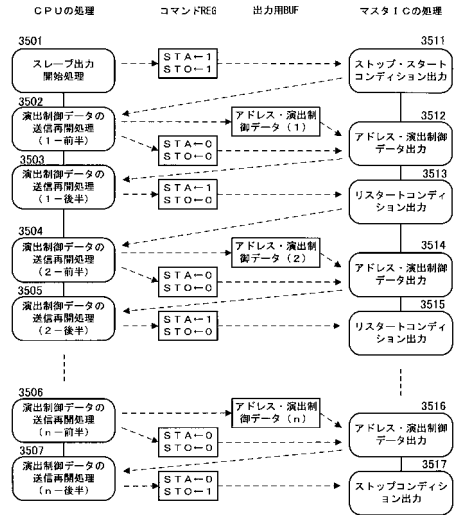 CPUの処理
コマンドREG
出力用BUF
マスタICの処理
3501
スレーブ出力
開始処理
STA←1
STO←1
3511
ストップ・スタート
コンディション出力
3502
演出制御データの
送信再開処理
(1-前半)
アドレス・演出制
御データ(1)
STA←0
STO←0
3512
アドレス・演出制御
データ出力
3503
演出制御データの
送信再開処理
(1-後半)
STA←1
STO←0
3513
リスタートコンディ
ション出力
3504
演出制御データの
送信再開処理
(2-前半)
アドレス・演出制
御データ(2)
STA←0
STO←0
3514
アドレス・演出制御
データ出力
3505
演出制御データの
送信再開処理
(2-後半)
STA←1
STO←0
3515
リスタートコンディ
ション出力
3506
演出制御データの
送信再開処理
(n-前半)
アドレス・演出制
御データ(n)
STA←0
STO←0
3516
アドレス・演出制御
データ出力
3507
演出制御データの
送信再開処理
(n-後半)
STA←0
STO←1
3517
ストップコンディシ
ョン出力